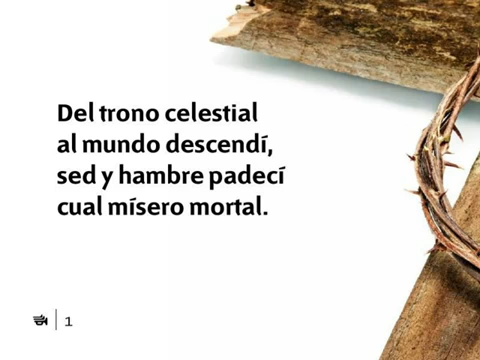 Del trono celestial
al mundo descendí,
sed y hambre padecí
cual mísero mortal.
1